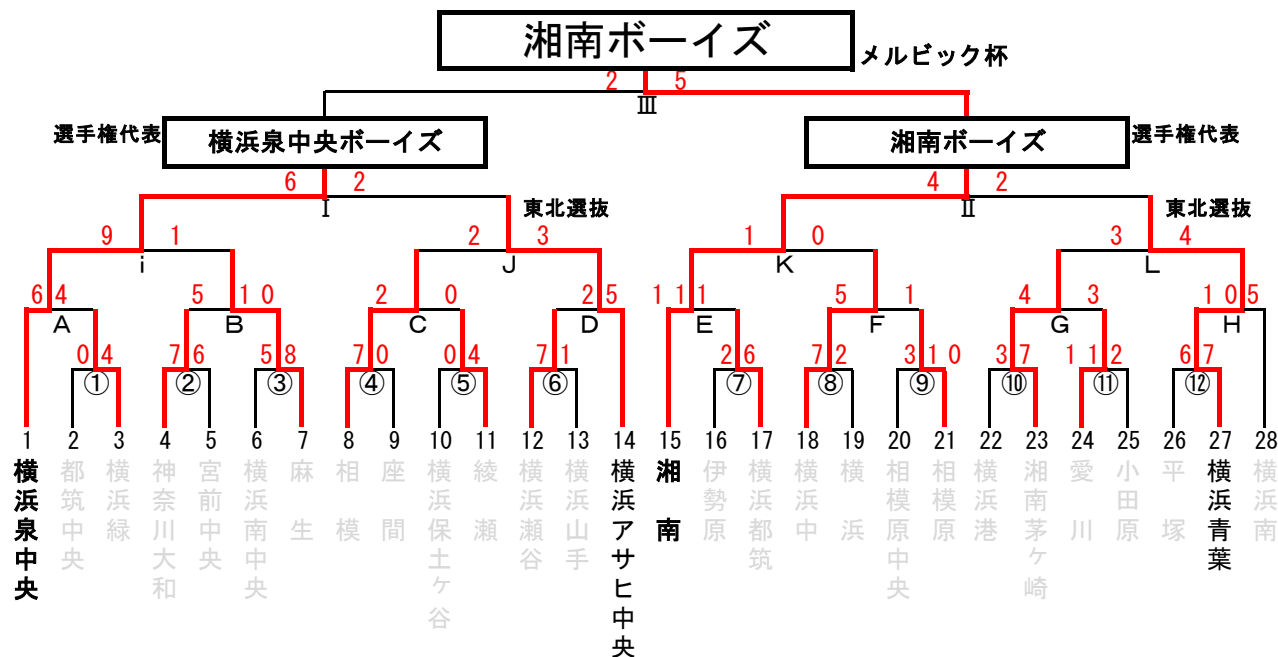 湘南ボーイズ
メルビック杯
2 5
Ⅲ
選手権代表
横浜泉中央ボーイズ
湘南ボーイズ
選手権代表
6 2 4 2
Ⅰ 東北選抜 Ⅱ 東北選抜
9 1 2 3 1 0 3 4
i J K L
6 4 5 10 2 0 2 5 11 1 5 1 4 3 10 5
A B C D E F G H
0 4 7 6 5 8 7 0 0 4 7 1 2 6 7 2 3 10 3 7 11 2 6 7
① ② ③ ④ ⑤ ⑥ ⑦ ⑧ ⑨ ⑩ ⑪ ⑫
1 2 3 4 5 6 7 8 9 10 11 12 13 14 15 16 17 18 19 20 21 22 23 24 25 26 27 28
横浜泉中央
都筑中央
横浜緑
神奈川大和
宮前中央
横浜南中央
麻生
相模
座間
横浜保土ケ谷
綾瀬
横浜瀬谷
横浜山手
横浜アサヒ中央
湘南
伊勢原
横浜都筑
横浜中
横浜
相模原中央
相模原
横浜港
湘南茅ケ崎
愛川
小田原
平塚
横浜青葉
横浜南